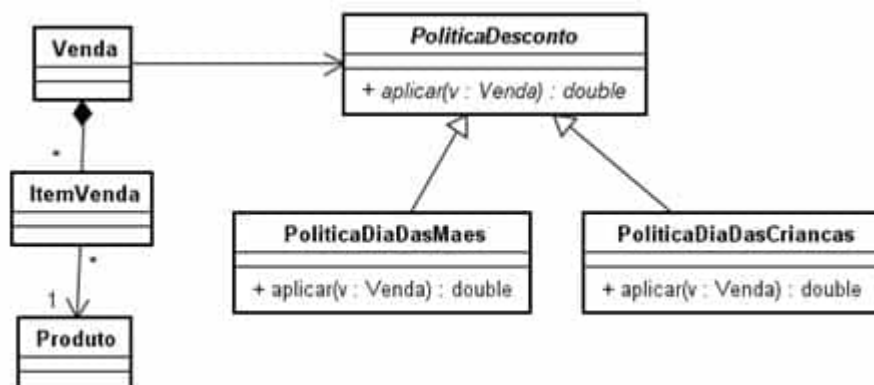 Venda
PoliticaDesconto
+ aplicar(v : Venda) : double
*
ItemVenda
*
1
Produto
PoliticaDiaDasMaes
+ aplicar(v : Venda) : double
PoliticaDiaDasCriancas
+ aplicar(v : Venda) : double